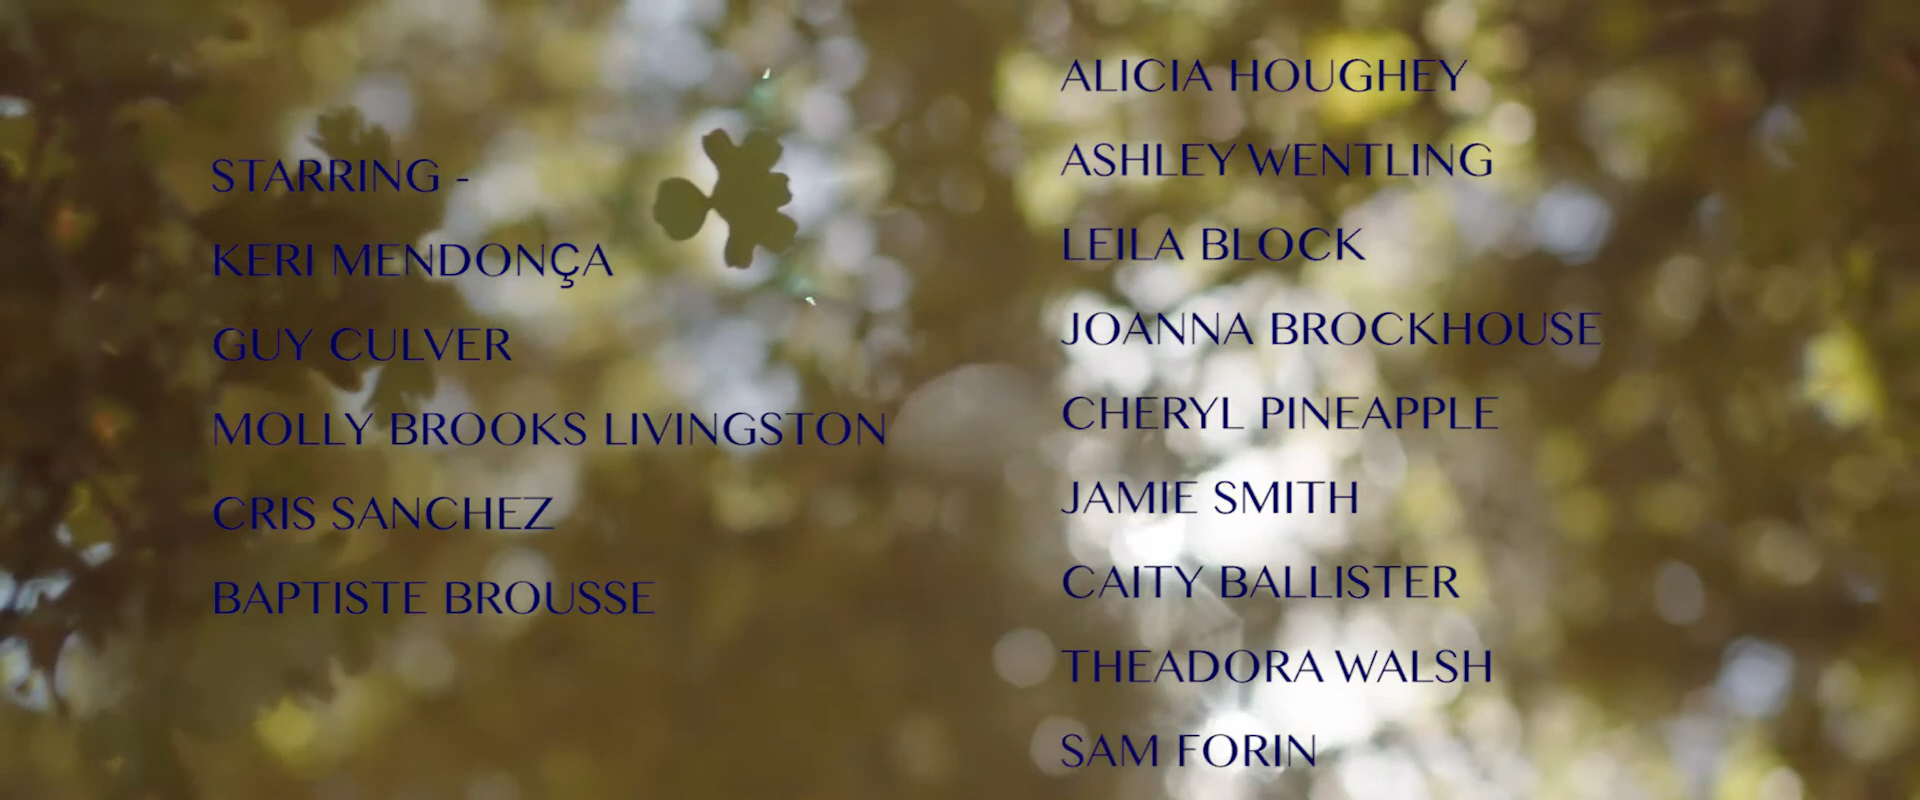 STARRING -
KERI MENDONÇA
GUY CULVER
MOLLY BROOKS LIVINGSTON
CRIS SANCHEZ
BAPTISTE BROUSSE
ALICIA HOUGHEY
ASHLEY WENTLING
LEILA BLOCK
JOANNA BROCKHOUSE
CHERYL PINEAPPLE
JAMIE SMITH
CAITY BALLISTER
THEADORA WALSH
SAM FORIN